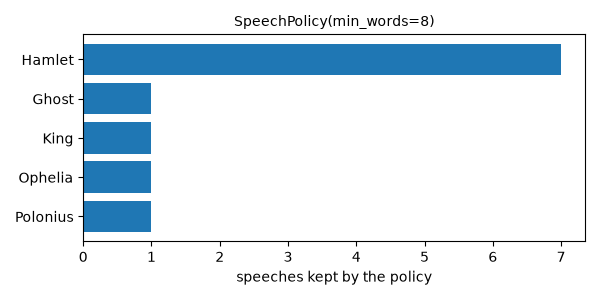 SpeechPolicy(min_words=8)
Hamlet
Ghost
King
Ophelia
Polonius
0 1 2 3 4 5 6 7
speeches kept by the policy